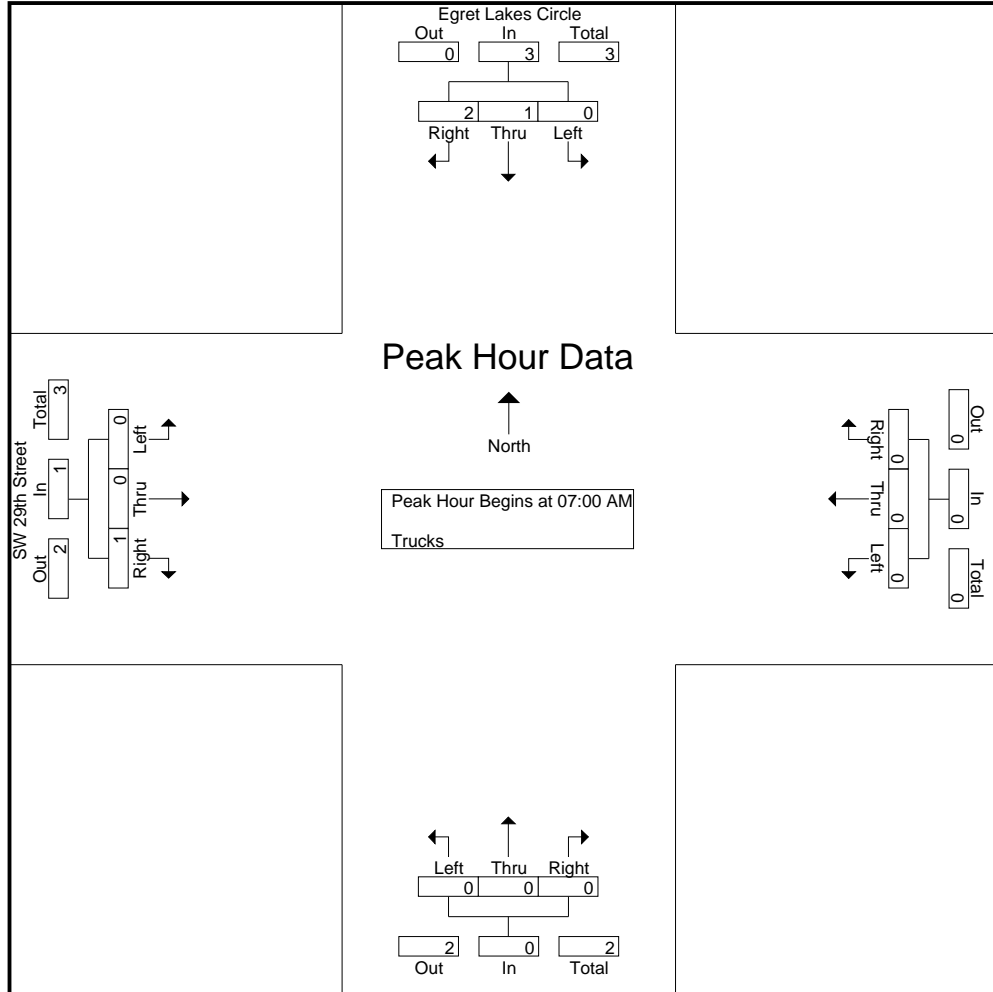 Egret Lakes Circle
Out In Total
0 3 3
2 1 0
Right Thru Left
Peak Hour Data
North
Peak Hour Begins at 07:00 AM
Trucks
SW 29th Street
Out In Total
2 1 3
0 0 1
Left Thru Right
Right Thru Left
0 0 0
Out In Total
0 0 0
Left Thru Right
0 0 0
2 0 2
Out In Total